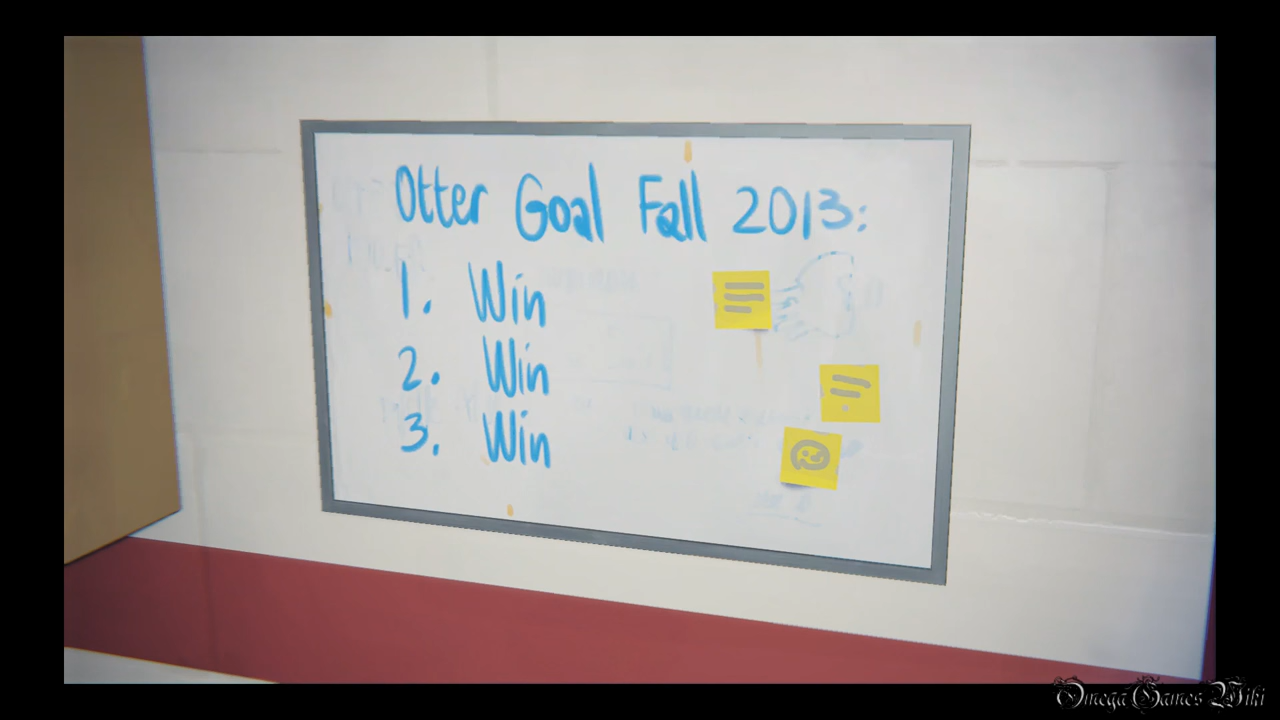 Otter Goal Fall 2013:
1. Win
2. Win
3. Win
Omega Games Wiki